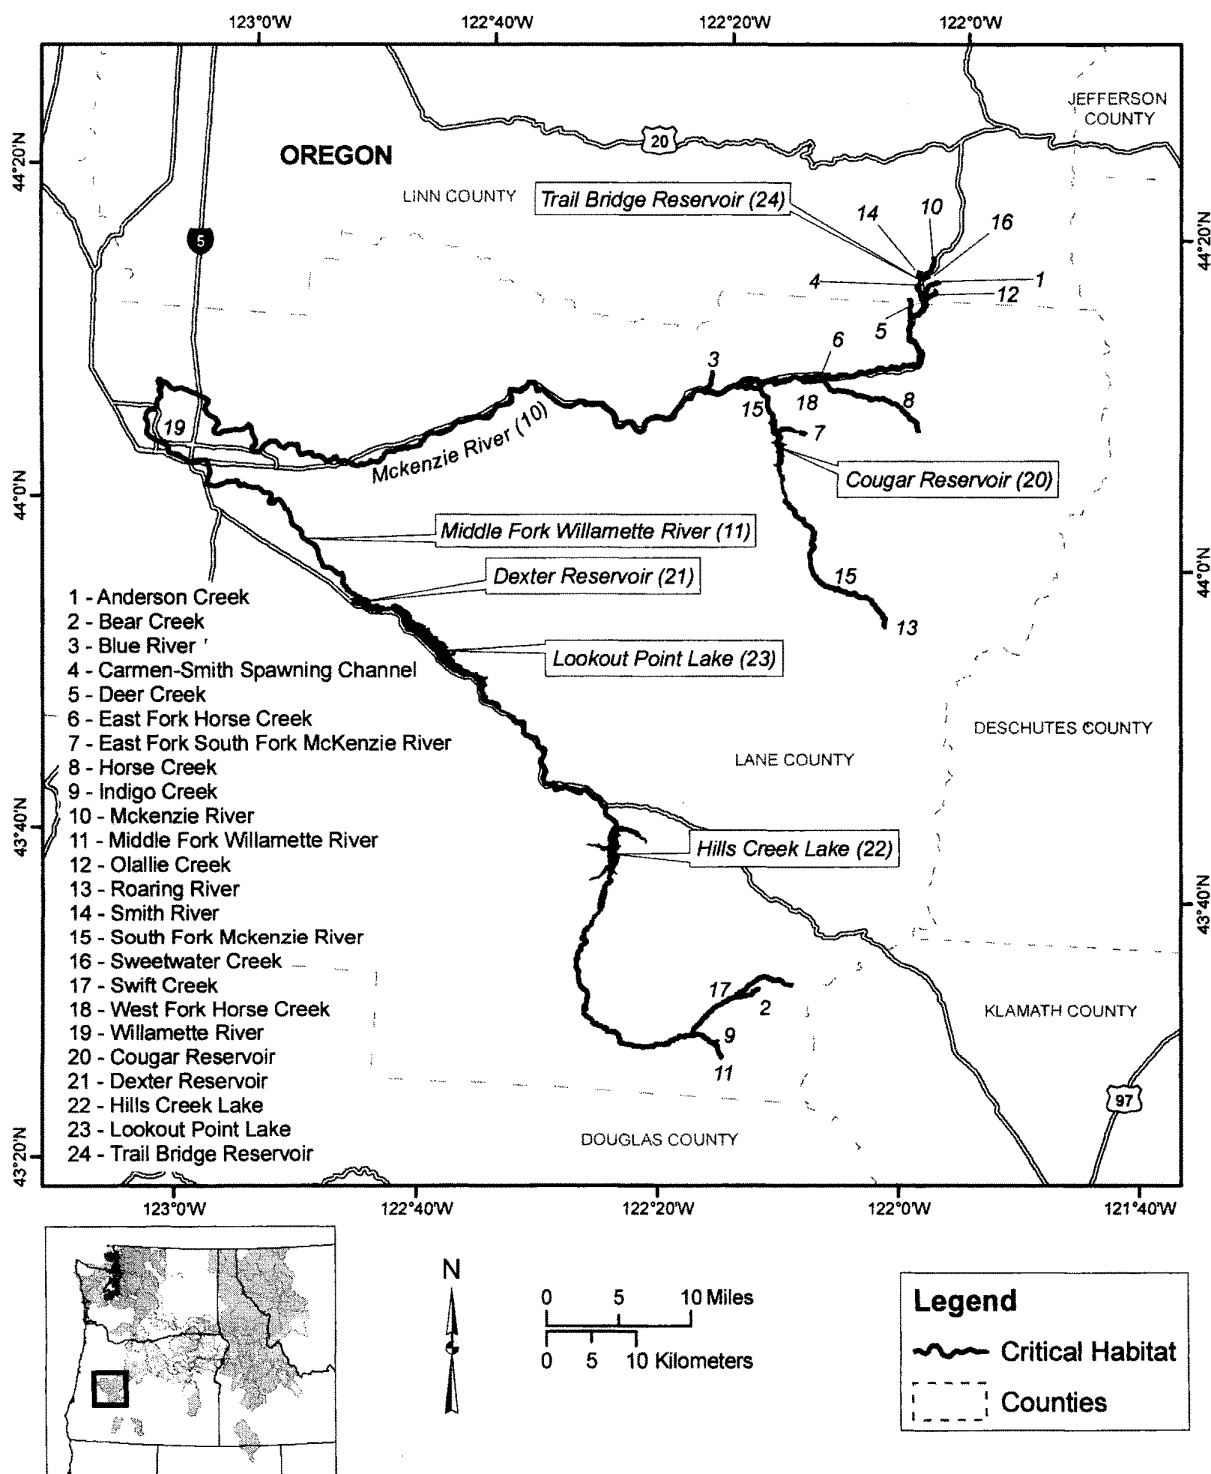 123°0'W 122°40'W 122°20'W 122°0'W
JEFFERSON
COUNTY
20
44°20'N
OREGON
LINN COUNTY
Trail Bridge Reservoir (24)
14
10
16
44°20'N
5
4
1
12
5
6
3
15
18
8
19
7
Mckenzie River (10)
Cougar Reservoir (20)
44°0'N
Middle Fork Willamette River (11)
Dexter Reservoir (21)
44°0'N
15
13
Lookout Point Lake (23)
1 - Anderson Creek
2 - Bear Creek
3 - Blue River
4 - Carmen-Smith Spawning Channel
5 - Deer Creek
6 - East Fork Horse Creek
7 - East Fork South Fork McKenzie River
8 - Horse Creek
9 - Indigo Creek
10 - Mckenzie River
11 - Middle Fork Willamette River
12 - Olallie Creek
13 - Roaring River
14 - Smith River
15 - South Fork Mckenzie River
16 - Sweetwater Creek
17 - Swift Creek
18 - West Fork Horse Creek
19 - Willamette River
20 - Cougar Reservoir
21 - Dexter Reservoir
22 - Hills Creek Lake
23 - Lookout Point Lake
24 - Trail Bridge Reservoir
DESCHUTES COUNTY
LANE COUNTY
43°40'N
Hills Creek Lake (22)
43°40'N
17
2
9
11
KLAMATH COUNTY
97
DOUGLAS COUNTY
43°20'N
123°0'W 122°40'W 122°20'W 122°0'W 121°40'W
N
0 5 10 Miles
0 5 10 Kilometers
Legend
Critical Habitat
Counties